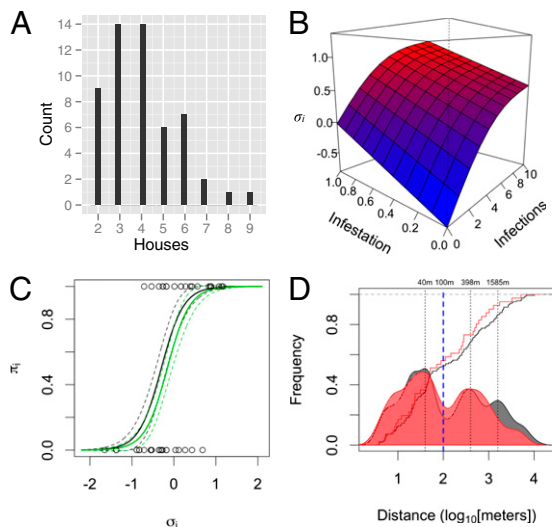 A
14
12
10
8
6
4
2
0
Count
2 3 4 5 6 7 8 9
Houses
B
1.0
0.5
0.0
-0.5
σi
1.0
0.8
0.6
0.4
0.2
0.0
Infestation
0
2
4
6
8
10
Infections
C
0.8
0.4
0.0
πi
-2 -1 0 1 2
σi
D
40m 100m 398m 1585m
0.8
0.4
0.0
Frequency
1 2 3 4
Distance (log10[meters])